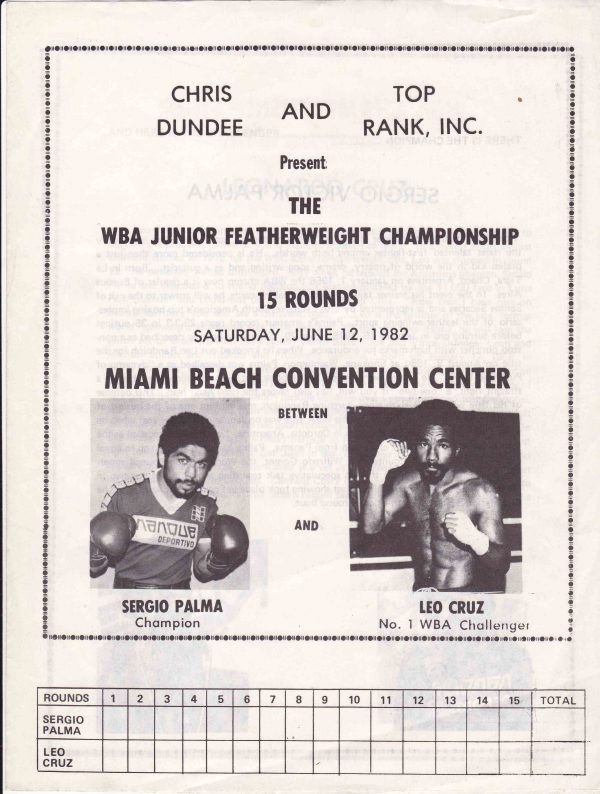 CHRIS
DUNDEE
AND
TOP
RANK, INC.
Present
THE
WBA JUNIOR FEATHERWEIGHT CHAMPIONSHIP
15 ROUNDS
SATURDAY, JUNE 12, 1982
MIAMI BEACH CONVENTION CENTER
BETWEEN
nanque
DEPORTIVO
AND
SERGIO PALMA
Champion
LEO CRUZ
No. 1 WBA Challenger
ROUNDS 1 2 3 4 5 6 7 8 9 10 11 12 13 14 15 TOTAL
SERGIO
PALMA
LEO
CRUZ